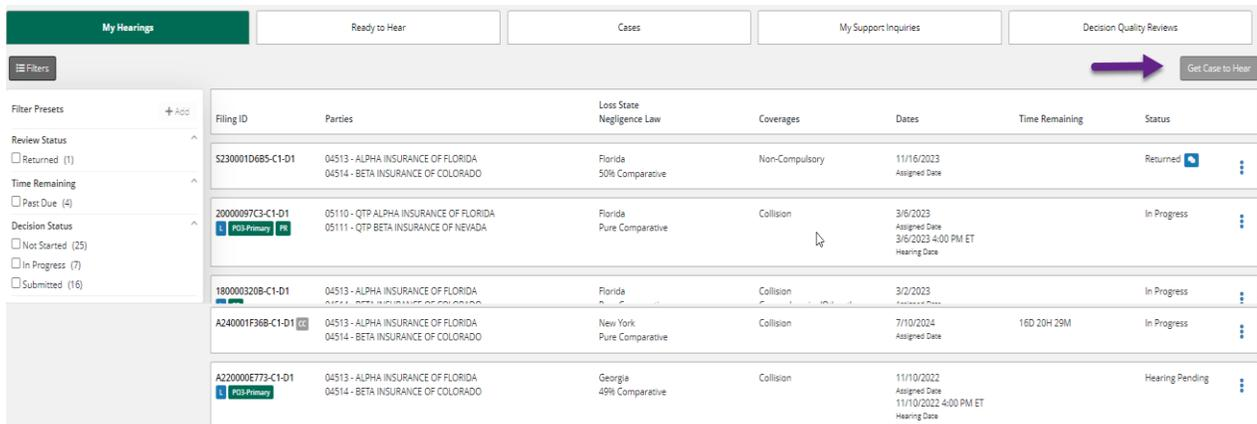 My Hearings
Ready to Hear
Cases
My Support Inquiries
Decision Quality Reviews
Filters
Get Case to Hear
Filter Presets
+ Add
Review Status
Returned (1)
Time Remaining
Past Due (4)
Decision Status
Not Started (25)
In Progress (7)
Submitted (16)
Filing ID
Parties
Loss State
Negligence Law
Coverages
Dates
Time Remaining
Status
S230001D6B5-C1-D1
04513 - ALPHA INSURANCE OF FLORIDA
04514 - BETA INSURANCE OF COLORADO
Florida
50% Comparative
Non-Compulsory
11/16/2023
Assigned Date
Returned
20000097C3-C1-D1
L PO3-Primary PR
05110 - QTP ALPHA INSURANCE OF FLORIDA
05111 - QTP BETA INSURANCE OF NEVADA
Florida
Pure Comparative
Collision
3/6/2023
Assigned Date
3/6/2023 4:00 PM ET
Hearing Date
In Progress
180000320B-C1-D1
04513 - ALPHA INSURANCE OF FLORIDA
Florida
Collision
3/2/2023
In Progress
A240001F36B-C1-D1 CC
04513 - ALPHA INSURANCE OF FLORIDA
04514 - BETA INSURANCE OF COLORADO
New York
Pure Comparative
Collision
7/10/2024
Assigned Date
16D 20H 29M
In Progress
A220000E773-C1-D1
L PO3-Primary
04513 - ALPHA INSURANCE OF FLORIDA
04514 - BETA INSURANCE OF COLORADO
Georgia
49% Comparative
Collision
11/10/2022
Assigned Date
11/10/2022 4:00 PM ET
Hearing Date
Hearing Pending